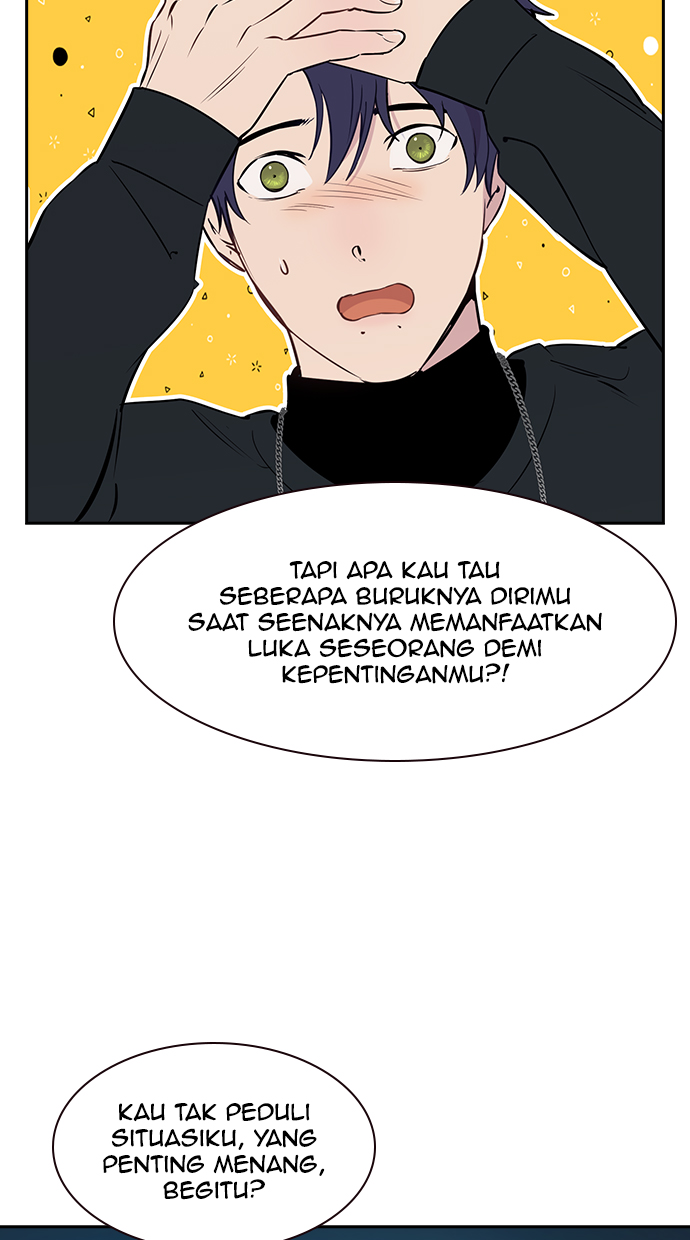 TAPI APA KAU TAU
SEBERAPA BURUKNYA DIRIMU
SAAT SEENAKNYA MEMANFAATKAN
LUKA SESEORANG DEMI
KEPENTINGANMU?!
KAU TAK PEDULI
SITUASIKU, YANG
PENTING MENANG,
BEGITU?